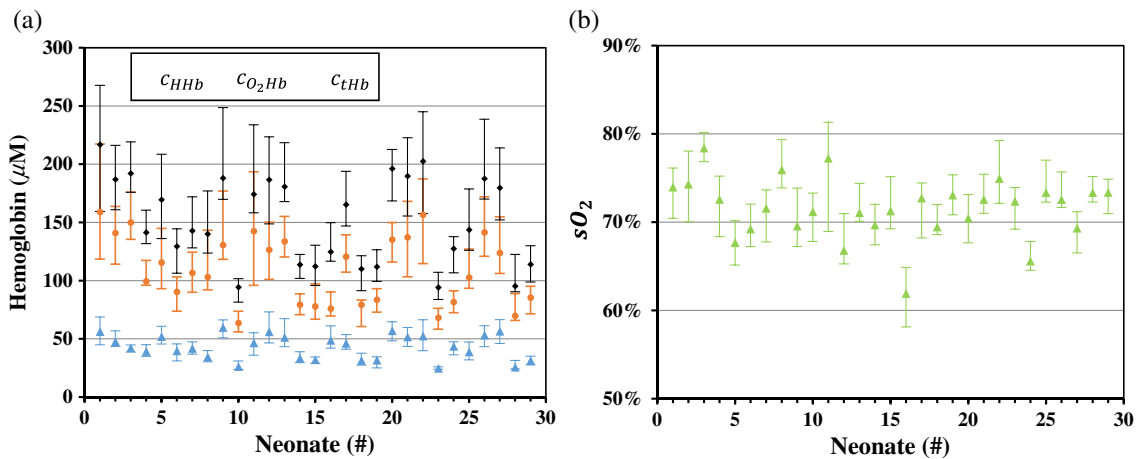 (a)
350
300
250
200
150
100
50
0
Hemoglobin (µM)
c_HHb c_O2Hb c_tHb
0 5 10 15 20 25 30
Neonate (#)
(b)
90%
80%
70%
60%
50%
sO2
0 5 10 15 20 25 30
Neonate (#)